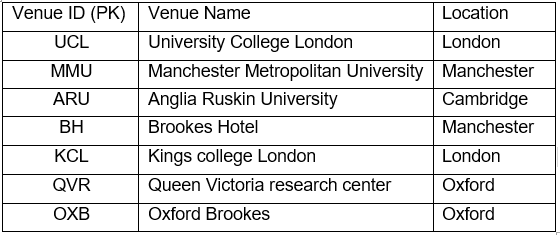 Venue ID (PK) Venue Name Location
UCL University College London London
MMU Manchester Metropolitan University Manchester
ARU Anglia Ruskin University Cambridge
BH Brookes Hotel Manchester
KCL Kings college London London
QVR Queen Victoria research center Oxford
OXB Oxford Brookes Oxford